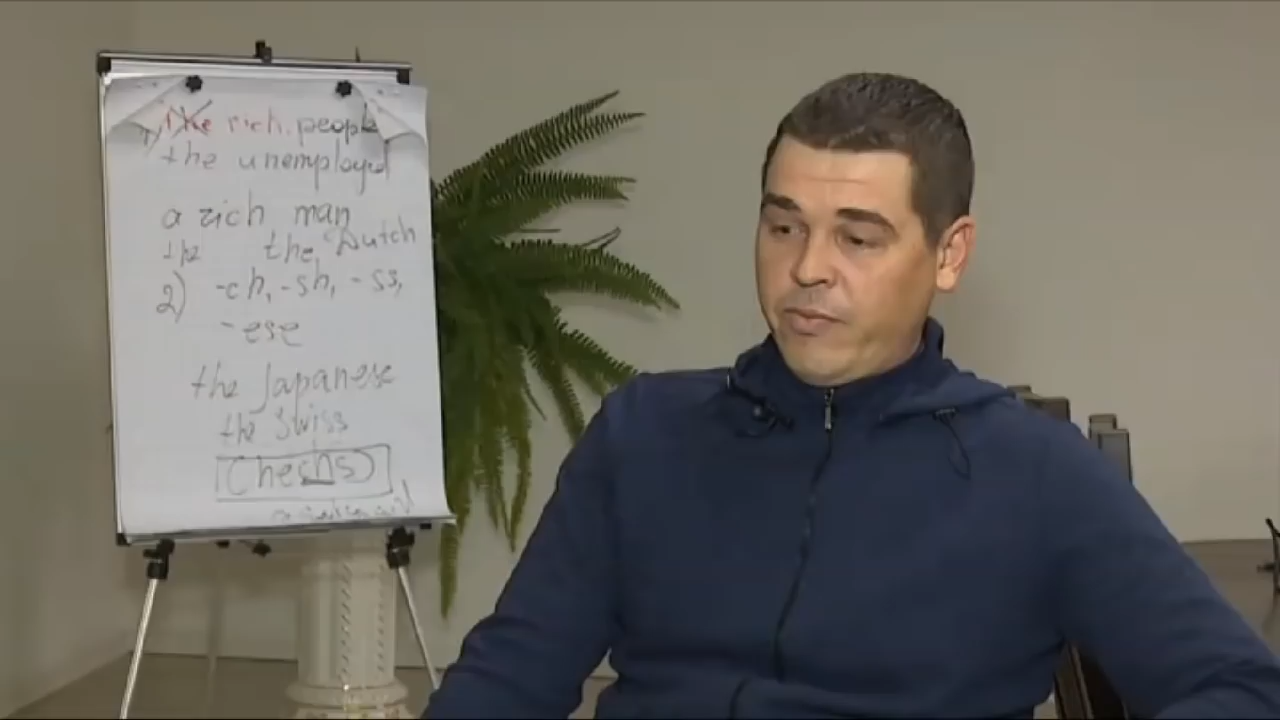 1) The rich people
the unemployed
a rich man
the the Dutch
2) -ch, -sh, -ss,
-ese
the Japanese
the Swiss